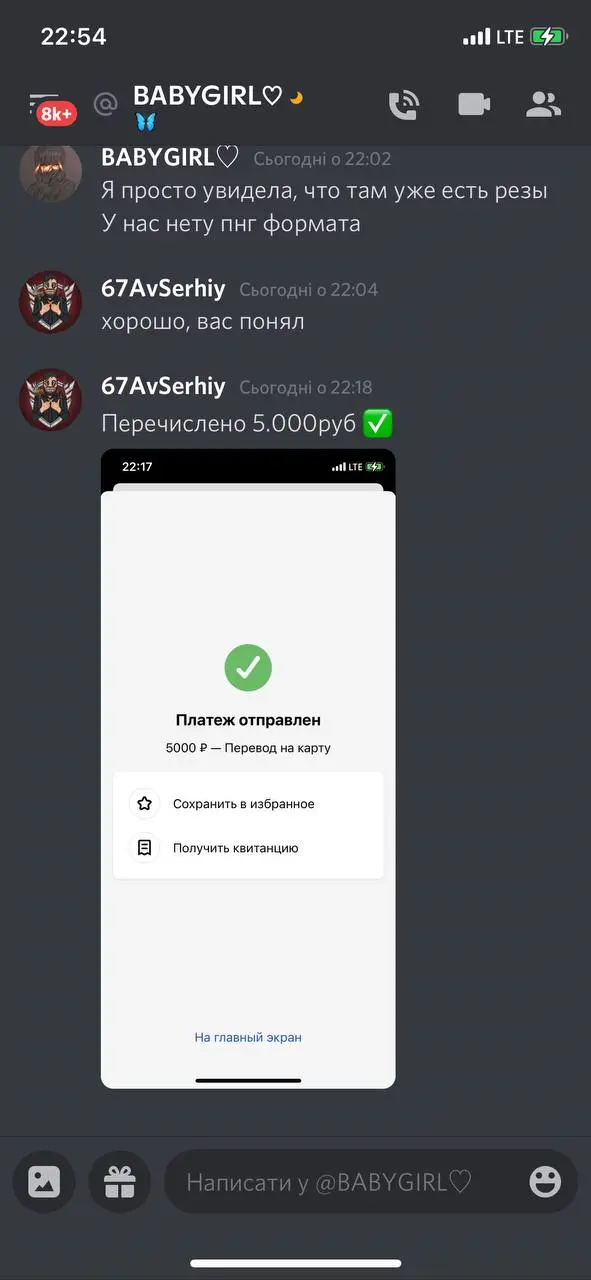 22:54
LTE
8k+
@ BABYGIRL♡ 🌙
🦋
BABYGIRL♡ Сьогодні о 22:02
Я просто увидела, что там уже есть резы
У нас нету пнг формата
67AvSerhiy Сьогодні о 22:04
хорошо, вас понял
67AvSerhiy Сьогодні о 22:18
Перечислено 5.000руб ✅
22:17
LTE
Платеж отправлен
5000 ₽ — Перевод на карту
Сохранить в избранное
Получить квитанцию
На главный экран
Написати у @BABYGIRL♡